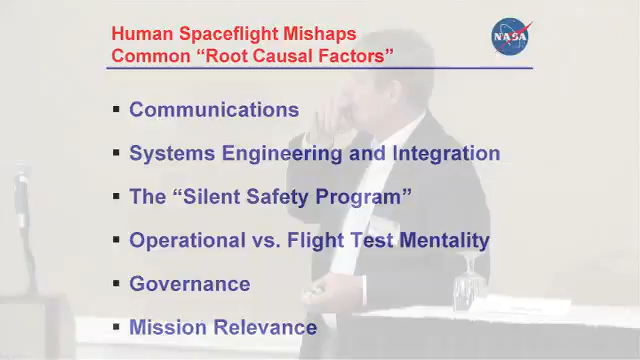 Human Spaceflight Mishaps
Common “Root Causal Factors”
NASA
▪ Communications
▪ Systems Engineering and Integration
▪ The “Silent Safety Program”
▪ Operational vs. Flight Test Mentality
▪ Governance
▪ Mission Relevance